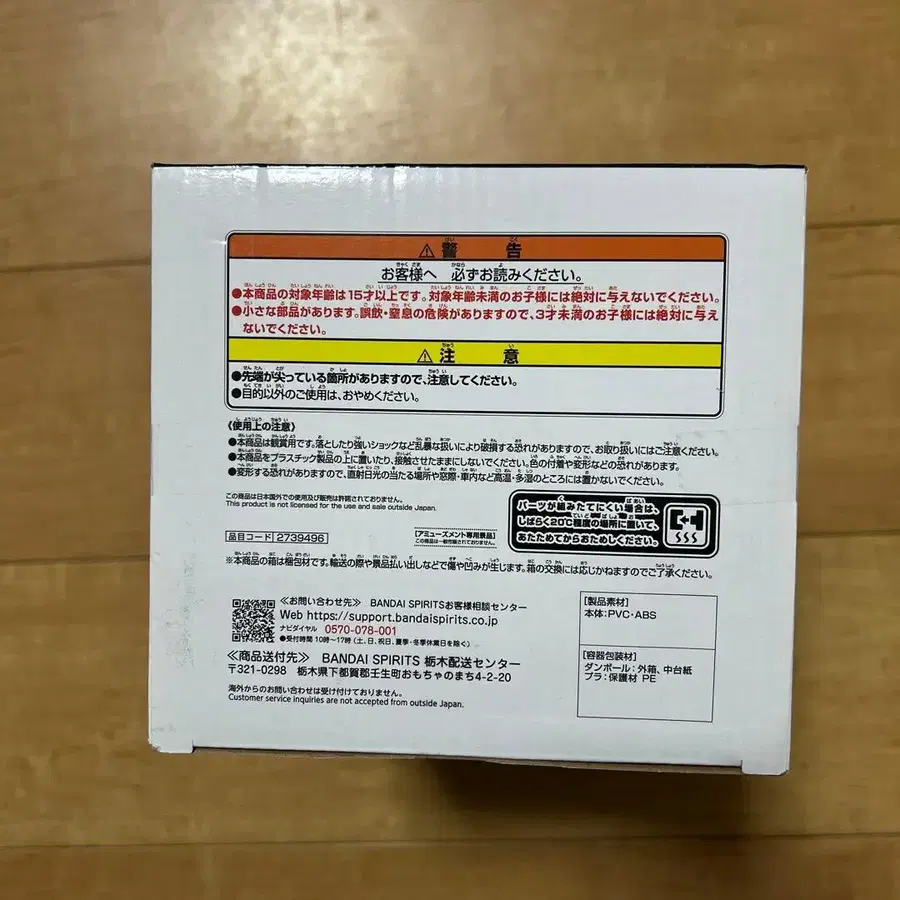 ⚠警告
お客様へ 必ずお読みください。
●本商品の対象年齢は15才以上です。対象年齢未満のお子様には絶対に与えないでください。
●小さな部品があります。誤飲・窒息の危険がありますので、3才未満のお子様には絶対に与え
ないでください。
⚠注意
●先端が尖っている箇所がありますので、注意してください。
●目的以外のご使用は、おやめください。
《使用上の注意》
●本商品は観賞用です。落としたり強いショックなど乱暴な扱いにより破損する恐れがありますので、お取り扱いにはご注意ください。
●本商品をプラスチック製品の上に置いたり、接触させたままにしないでください。色の付着や変形などの恐れがあります。
●変形する恐れがありますので、直射日光の当たる場所や窓際・車内など高温・多湿のところには置かないでください。
この商品は日本国外での使用及び販売は許諾されておりません。
This product is not licensed for the use and sale outside Japan.
パーツが組みたてにくい場合は、
しばらく20℃程度の場所に置いて、
あたためてからおためしください。
品目コード 2739496
[アミューズメント専用景品]
この商品は一般市販されておりません。
※本商品の箱は梱包材です。輸送の際や景品払い出しなどで傷や凹みが生じます。箱の交換には応じかねますのでご了承ください。
≪お問い合わせ先≫ BANDAI SPIRITSお客様相談センター
Web https://support.bandaispirits.co.jp
ナビダイヤル 0570-078-001
●受付時間 10時〜17時(土、日、祝日、夏季・冬季休業日を除く)
≪商品送付先≫ BANDAI SPIRITS 栃木配送センター
〒321-0298 栃木県下都賀郡壬生町おもちゃのまち4-2-20
海外からのお問い合わせは受け付けておりません。
Customer service inquiries are not accepted from outside Japan.
[製品素材]
本体:PVC・ABS
[容器包装材]
ダンボール:外箱、中台紙
プラ:保護材 PE